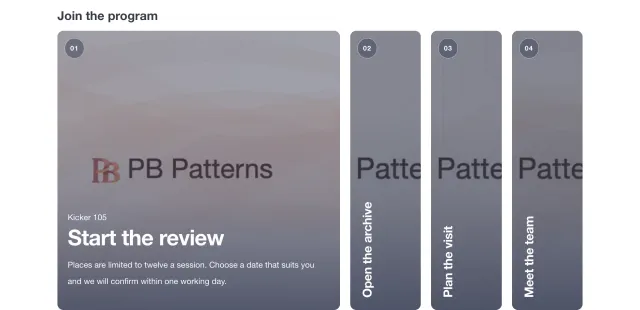 Join the program
01
PB PB Patterns
Kicker 105
Start the review
Places are limited to twelve a session. Choose a date that suits you
and we will confirm within one working day.
02
Patte
Open the archive
03
Patte
Plan the visit
04
Patte
Meet the team